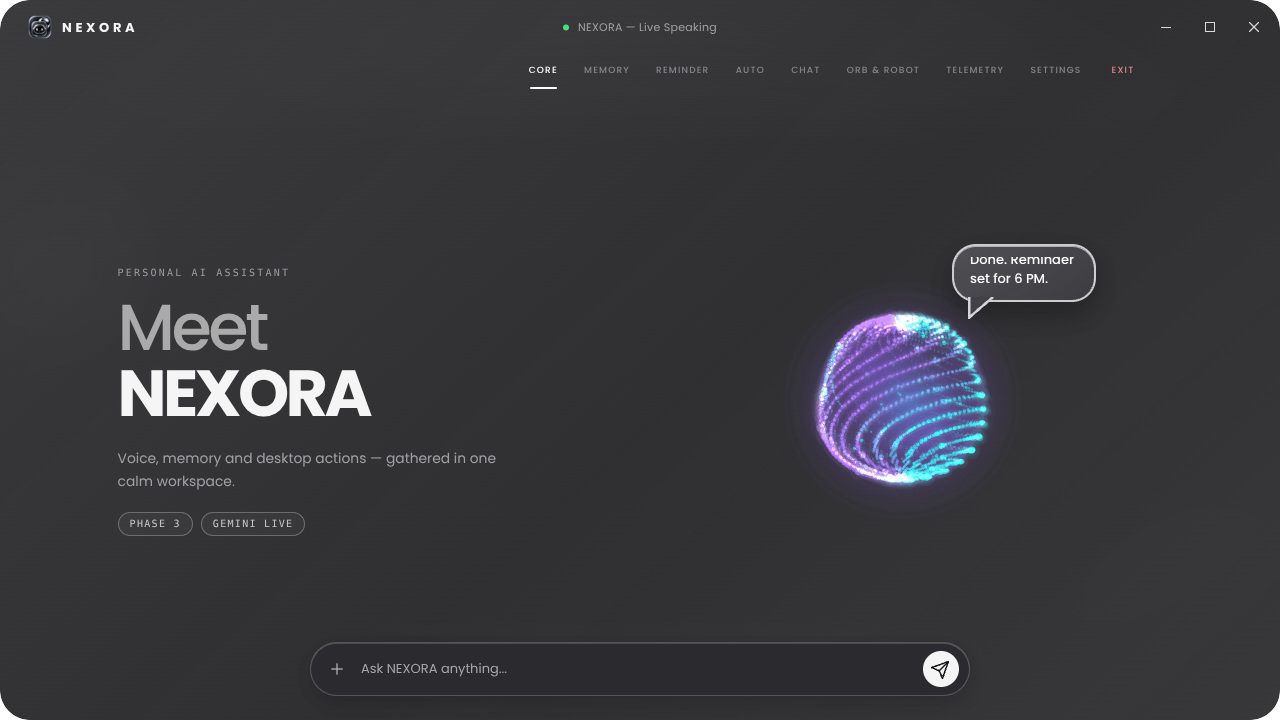 NEXORA
NEXORA — Live Speaking
CORE MEMORY REMINDER AUTO CHAT ORB & ROBOT TELEMETRY SETTINGS EXIT
PERSONAL AI ASSISTANT
Meet
NEXORA
Voice, memory and desktop actions — gathered in one
calm workspace.
PHASE 3 GEMINI LIVE
Done. Reminder
set for 6 PM.
Ask NEXORA anything...